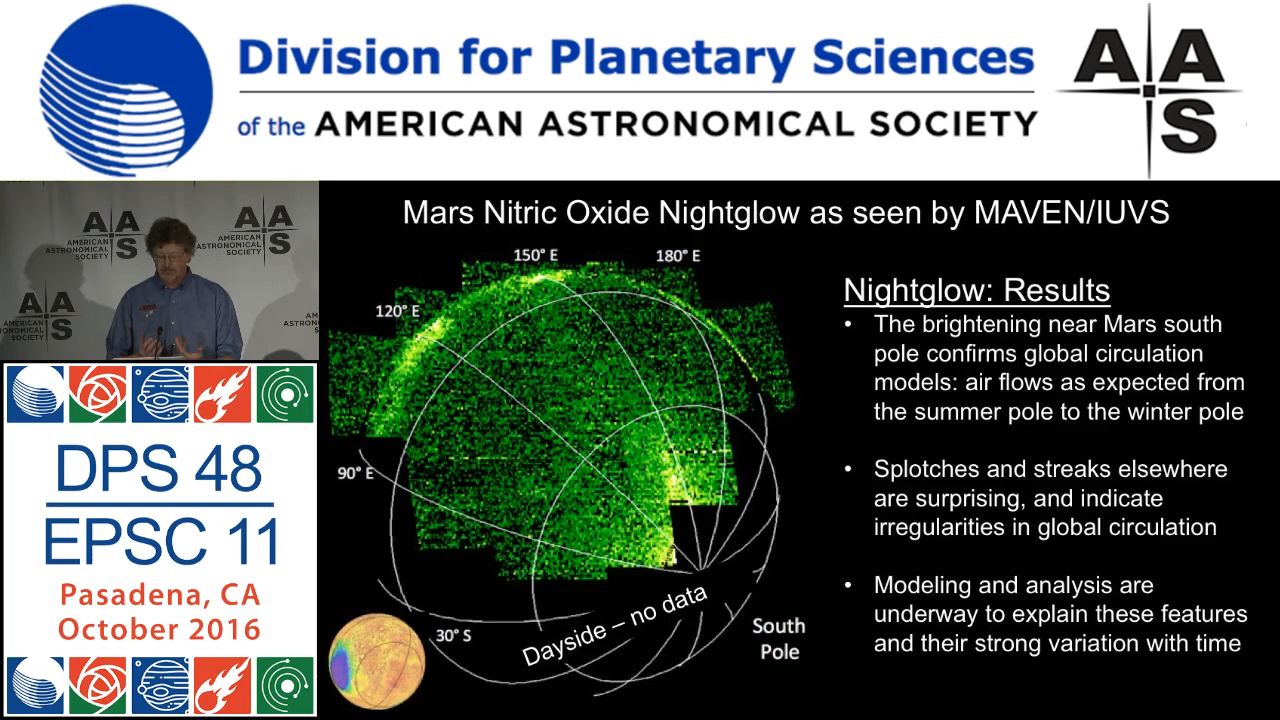 Division for Planetary Sciences
of the AMERICAN ASTRONOMICAL SOCIETY
A A
S
A A
S
AMERICAN
ASTRONOMICAL
SOCIETY
A A
S
AMERICAN
ASTRONOMICAL
SOCIETY
A A
S
AMERICAN
SOCIETY
DPS 48
EPSC 11
Pasadena, CA
October 2016
Mars Nitric Oxide Nightglow as seen by MAVEN/IUVS
150° E
180° E
120° E
90° E
30° S
Dayside – no data
South
Pole
Nightglow: Results
• The brightening near Mars south
pole confirms global circulation
models: air flows as expected from
the summer pole to the winter pole
• Splotches and streaks elsewhere
are surprising, and indicate
irregularities in global circulation
• Modeling and analysis are
underway to explain these features
and their strong variation with time